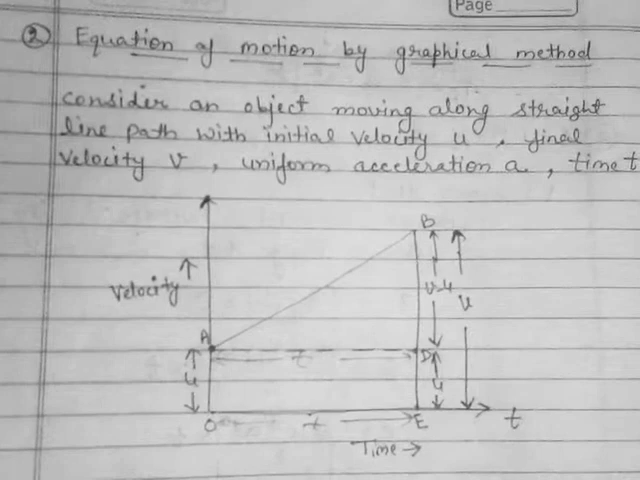 Page
② Equation of motion by graphical method
consider an object moving along straight
line path with initial velocity u , final
velocity v , uniform acceleration a , time t
B
Velocity ↑
v-u
v
A
t
D
u
u
O
t
E
t
Time →